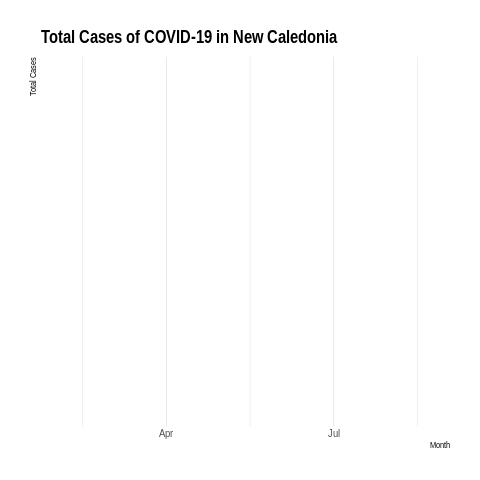 Total Cases of COVID-19 in New Caledonia
Total Cases
Apr
Jul
Month